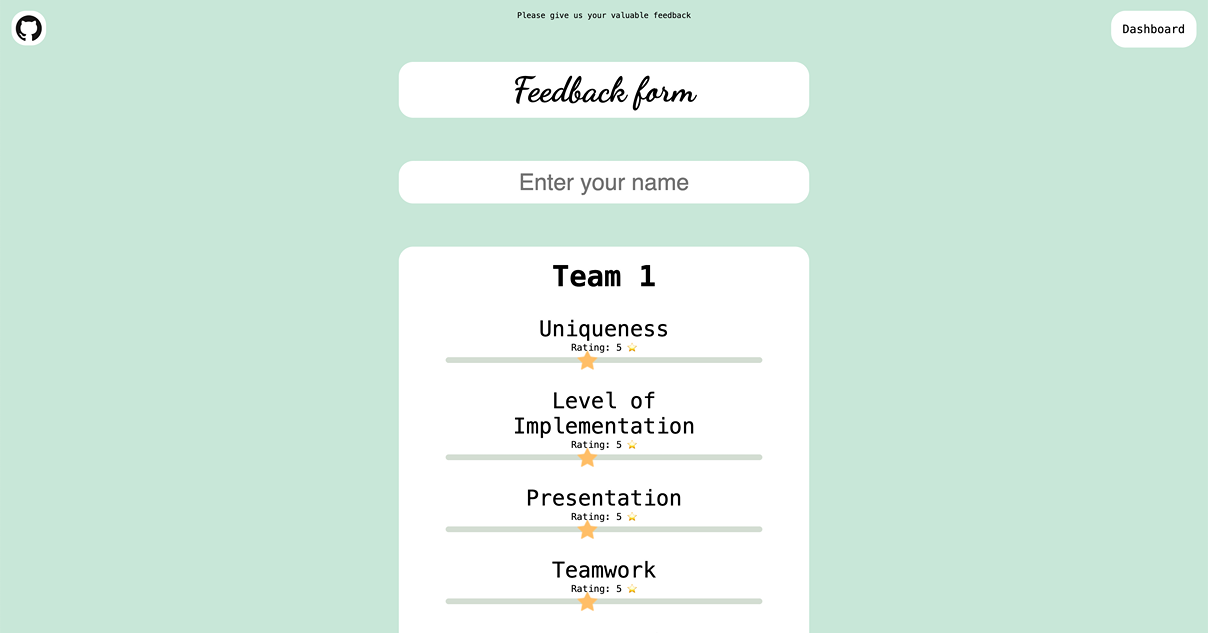 Please give us your valuable feedback
Dashboard
Feedback form
Enter your name
Team 1
Uniqueness
Rating: 5 ⭐
Level of
Implementation
Rating: 5 ⭐
Presentation
Rating: 5 ⭐
Teamwork
Rating: 5 ⭐